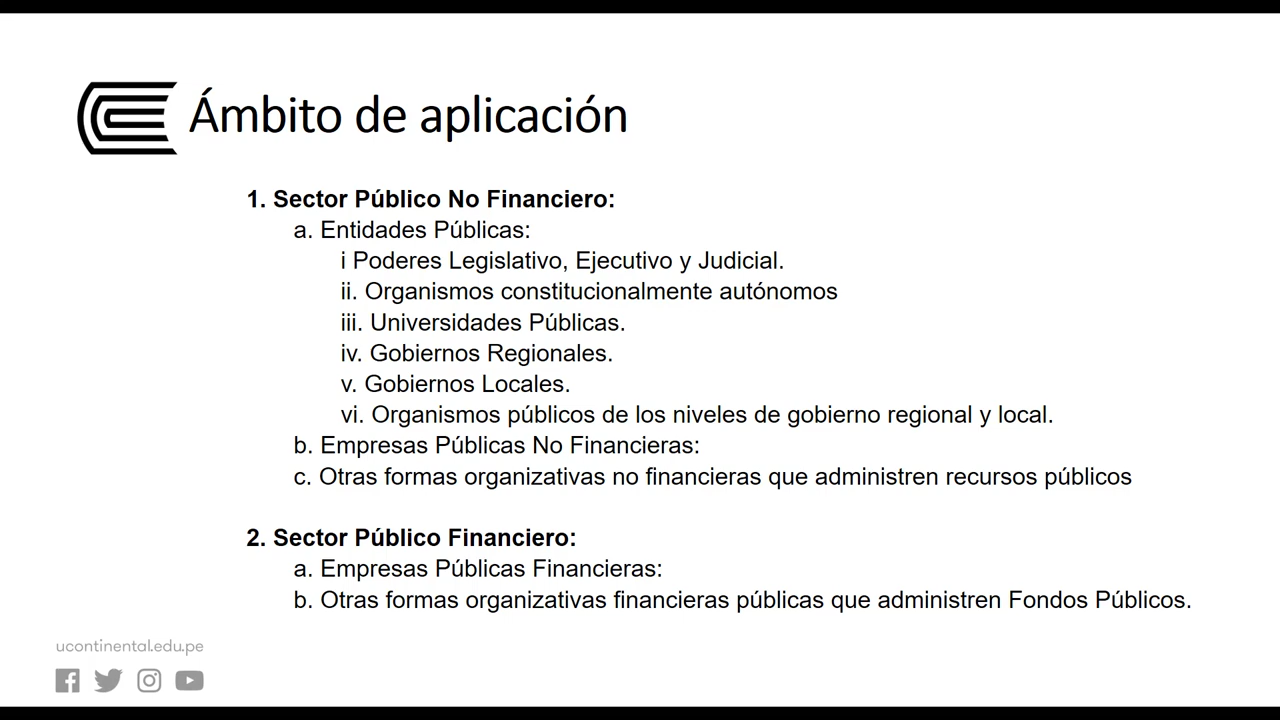 Ámbito de aplicación
1. Sector Público No Financiero:
a. Entidades Públicas:
i Poderes Legislativo, Ejecutivo y Judicial.
ii. Organismos constitucionalmente autónomos
iii. Universidades Públicas.
iv. Gobiernos Regionales.
v. Gobiernos Locales.
vi. Organismos públicos de los niveles de gobierno regional y local.
b. Empresas Públicas No Financieras:
c. Otras formas organizativas no financieras que administren recursos públicos
2. Sector Público Financiero:
a. Empresas Públicas Financieras:
b. Otras formas organizativas financieras públicas que administren Fondos Públicos.
ucontinental.edu.pe